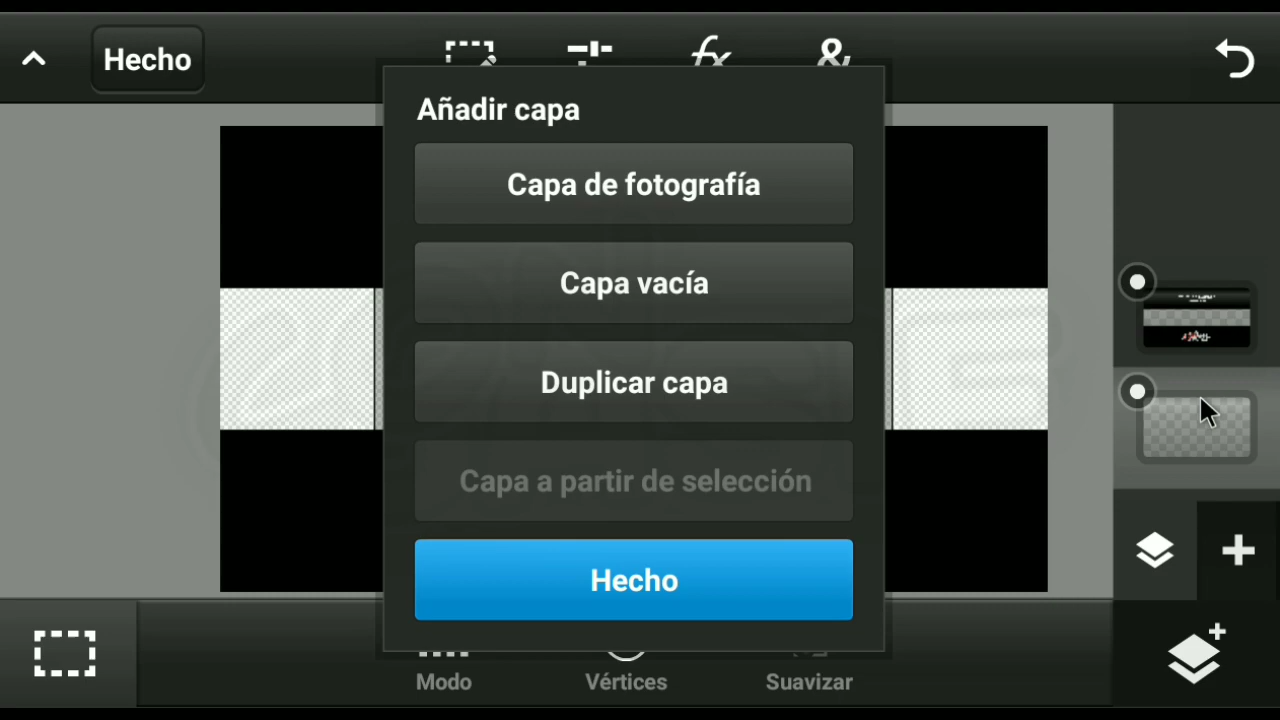 Hecho
Añadir capa
Capa de fotografía
Capa vacía
Duplicar capa
Capa a partir de selección
Hecho
Modo
Vértices
Suavizar